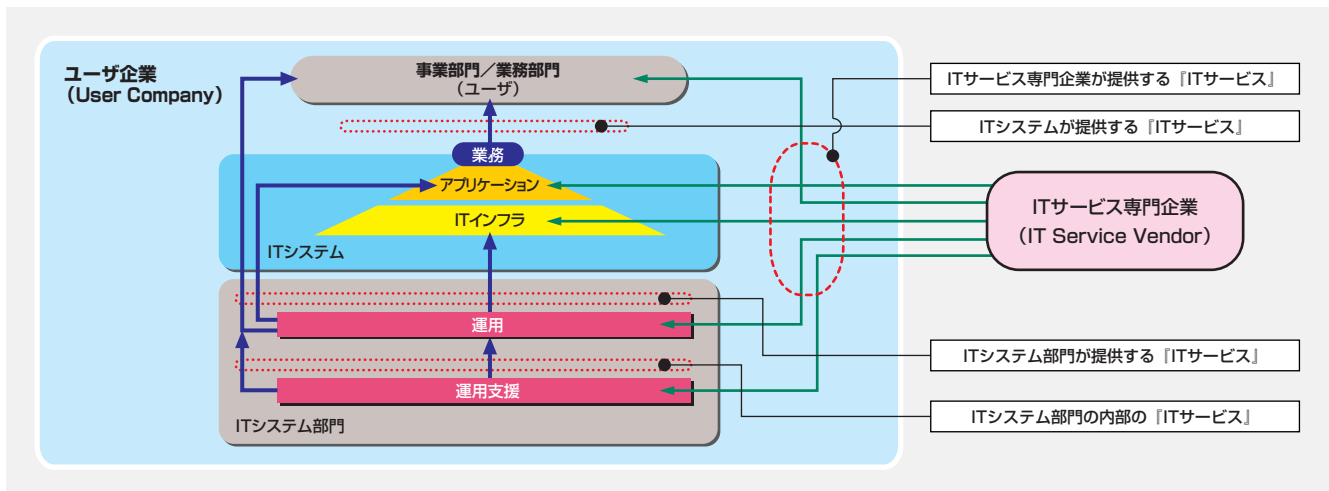 ユーザ企業
(User Company)
事業部門／業務部門
(ユーザ)
業務
アプリケーション
ITインフラ
ITシステム
運用
運用支援
ITシステム部門
ITサービス専門企業が提供する『ITサービス』
ITシステムが提供する『ITサービス』
ITサービス専門企業
(IT Service Vendor)
ITシステム部門が提供する『ITサービス』
ITシステム部門の内部の『ITサービス』